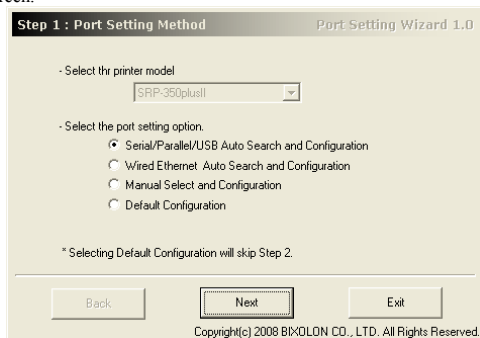 reen.
Step 1 : Port Setting Method Port Setting Wizard 1.0
- Select thr printer model
SRP-350plusII
- Select the port setting option.
Serial/Parallel/USB Auto Search and Configuration
Wired Ethernet Auto Search and Configuration
Manual Select and Configuration
Default Configuration
* Selecting Default Configuration will skip Step 2.
Back Next Exit
Copyright(c) 2008 BIXOLON CO., LTD. All Rights Reserved.